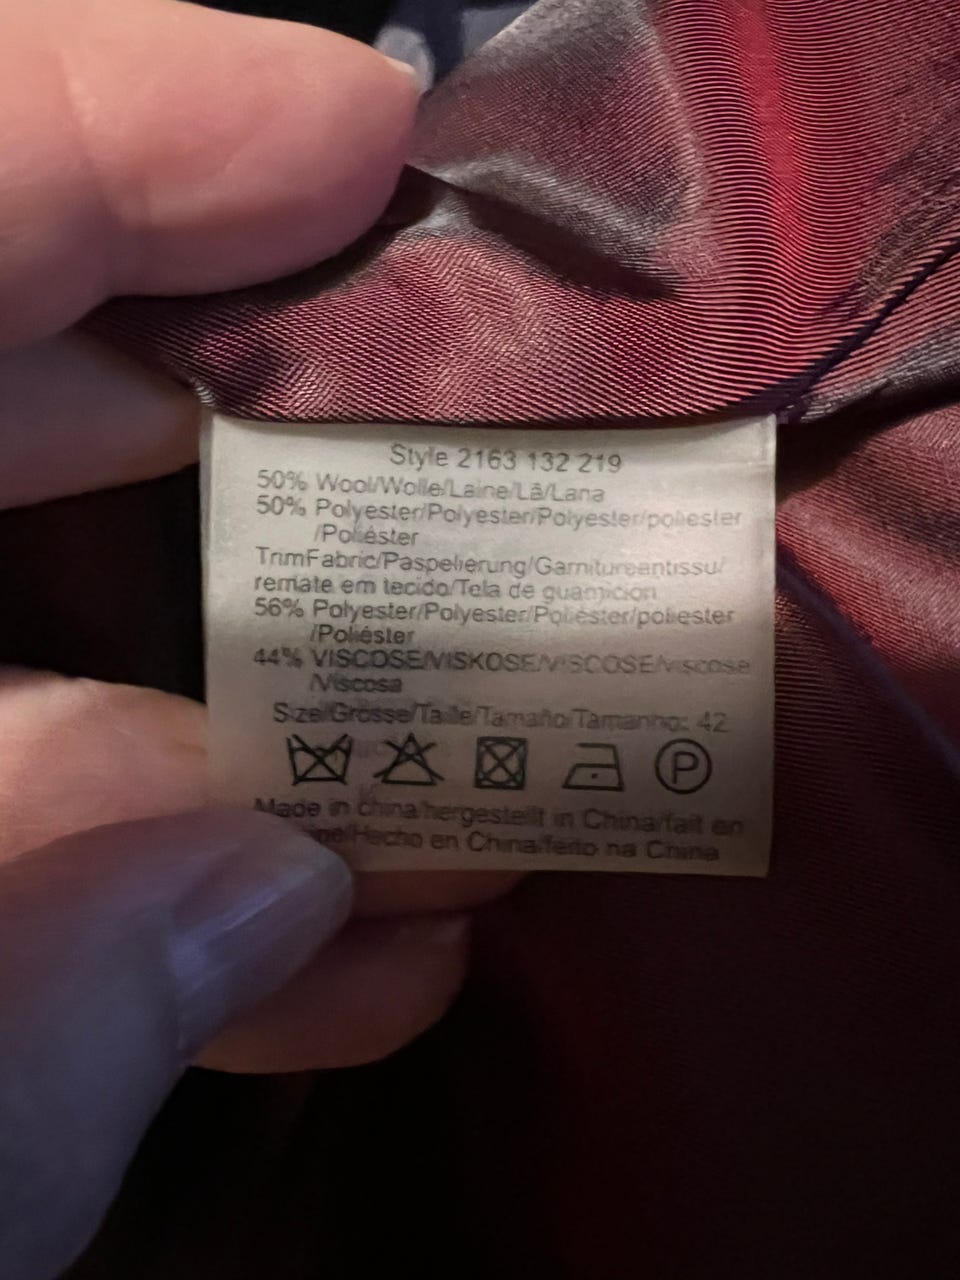 Style 2163 132 219
50% Wool/Wolle/Laine/Lã/Lana
50% Polyester/Polyester/Polyester/poliester
/Poliéster
TrimFabric/Paspelierung/Garnitureantissu/
remate em tecido/Tela de guarnicion
56% Polyester/Polyester/Poliester/poliester
/Poliéster
44% VISCOSE/VISKOSE/VISCOSE/viscose
/Viscosa
Size/Grosse/Taille/Tamaño/Tamanho: 42
P
Made in china/hergestellt in China/fait en
/Hecho en China/feito na China